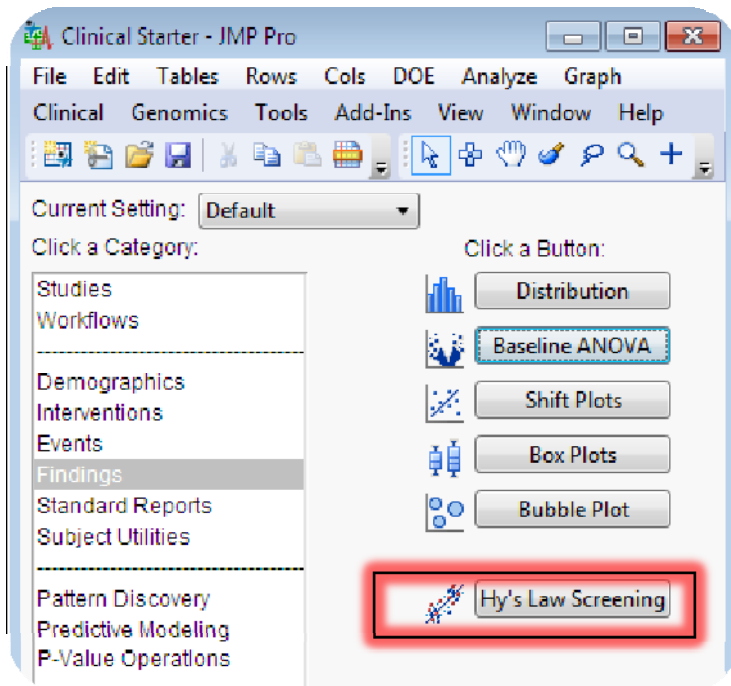 Clinical Starter - JMP Pro
File Edit Tables Rows Cols DOE Analyze Graph
Clinical Genomics Tools Add-Ins View Window Help
Current Setting: Default
Click a Category:
Click a Button:
Studies
Workflows
Demographics
Interventions
Events
Findings
Standard Reports
Subject Utilities
Pattern Discovery
Predictive Modeling
P-Value Operations
Distribution
Baseline ANOVA
Shift Plots
Box Plots
Bubble Plot
Hy's Law Screening